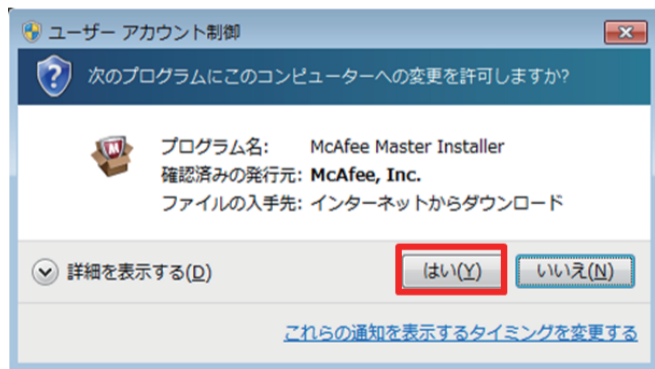 ユーザー アカウント制御
次のプログラムにこのコンピューターへの変更を許可しますか?
プログラム名: McAfee Master Installer
確認済みの発行元: McAfee, Inc.
ファイルの入手先: インターネットからダウンロード
詳細を表示する(D)
はい(Y)
いいえ(N)
これらの通知を表示するタイミングを変更する